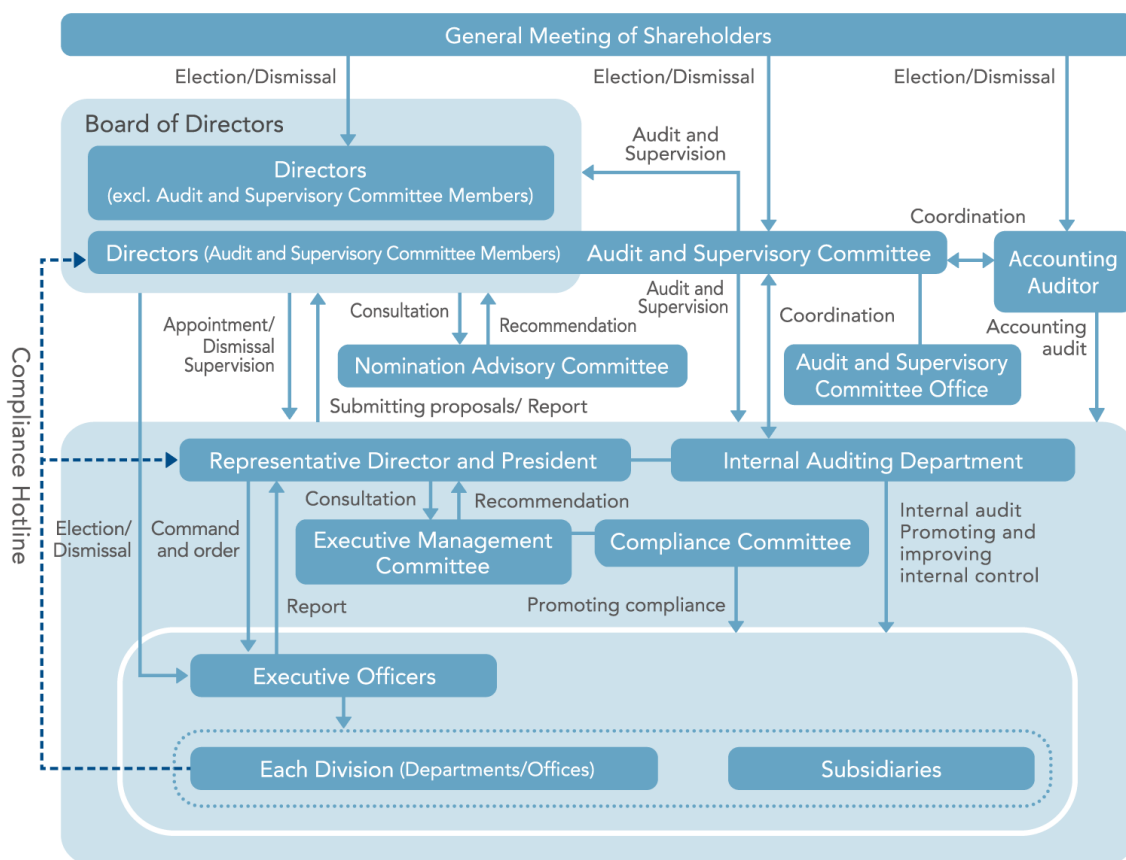 General Meeting of Shareholders
Election/Dismissal
Election/Dismissal
Election/Dismissal
Board of Directors
Audit and
Supervision
Directors
(excl. Audit and Supervisory Committee Members)
Coordination
Directors (Audit and Supervisory Committee Members)
Audit and Supervisory Committee
Accounting
Auditor
Consultation
Audit and
Supervision
Appointment/
Dismissal
Supervision
Recommendation
Coordination
Accounting
audit
Nomination Advisory Committee
Audit and Supervisory
Committee Office
Compliance Hotline
Submitting proposals/ Report
Representative Director and President
Internal Auditing Department
Consultation
Recommendation
Election/
Dismissal
Command
and order
Executive Management
Committee
Compliance Committee
Internal audit
Promoting and
improving
internal control
Report
Promoting compliance
Executive Officers
Each Division (Departments/Offices)
Subsidiaries